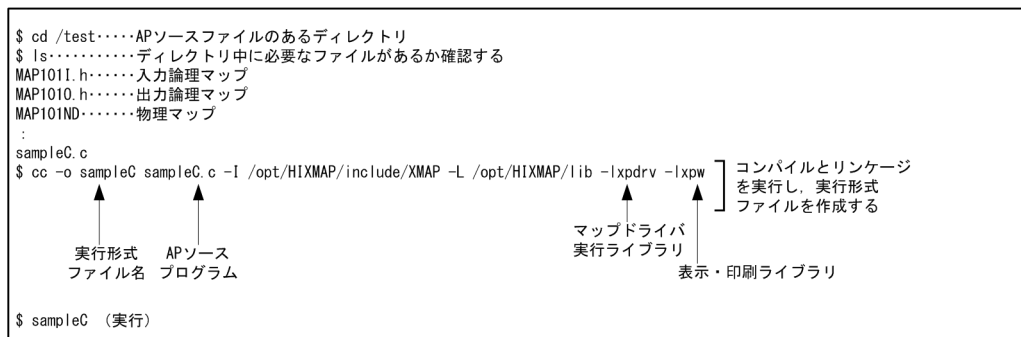 $ cd /test・・・・・APソースファイルのあるディレクトリ
$ ls・・・・・・・・・・・ディレクトリ中に必要なファイルがあるか確認する
MAP101I.h・・・・・・入力論理マップ
MAP101O.h・・・・・・出力論理マップ
MAP101ND・・・・・・・物理マップ
:
sampleC.c
$ cc -o sampleC sampleC.c -I /opt/HIXMAP/include/XMAP -L /opt/HIXMAP/lib -lxpdrv -lxpw
コンパイルとリンケージ
を実行し，実行形式
ファイルを作成する
実行形式
ファイル名
APソース
プログラム
マップドライバ
実行ライブラリ
表示・印刷ライブラリ
$ sampleC （実行）